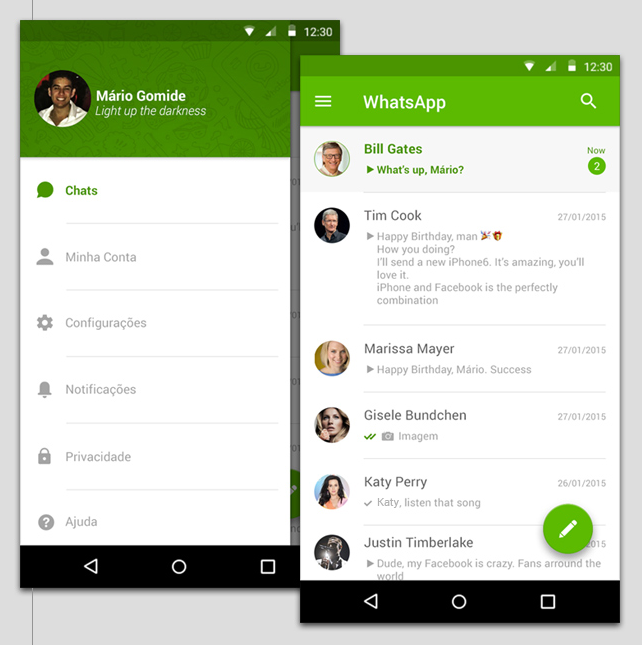 12:30
Mário Gomide
Light up the darkness
Chats
Minha Conta
Configurações
Notificações
Privacidade
Ajuda
12:30
WhatsApp
Bill Gates
Now
What's up, Mário?
2
Tim Cook
27/01/2015
Happy Birthday, man
How you doing?
I'll send a new iPhone6. It's amazing, you'll
love it.
iPhone and Facebook is the perfectly
combination
Marissa Mayer
27/01/2015
Happy Birthday, Mário. Success
Gisele Bundchen
27/01/2015
Imagem
Katy Perry
26/01/2015
Katy, listen that song
Justin Timberlake
2015
Dude, my Facebook is crazy. Fans arround the
world